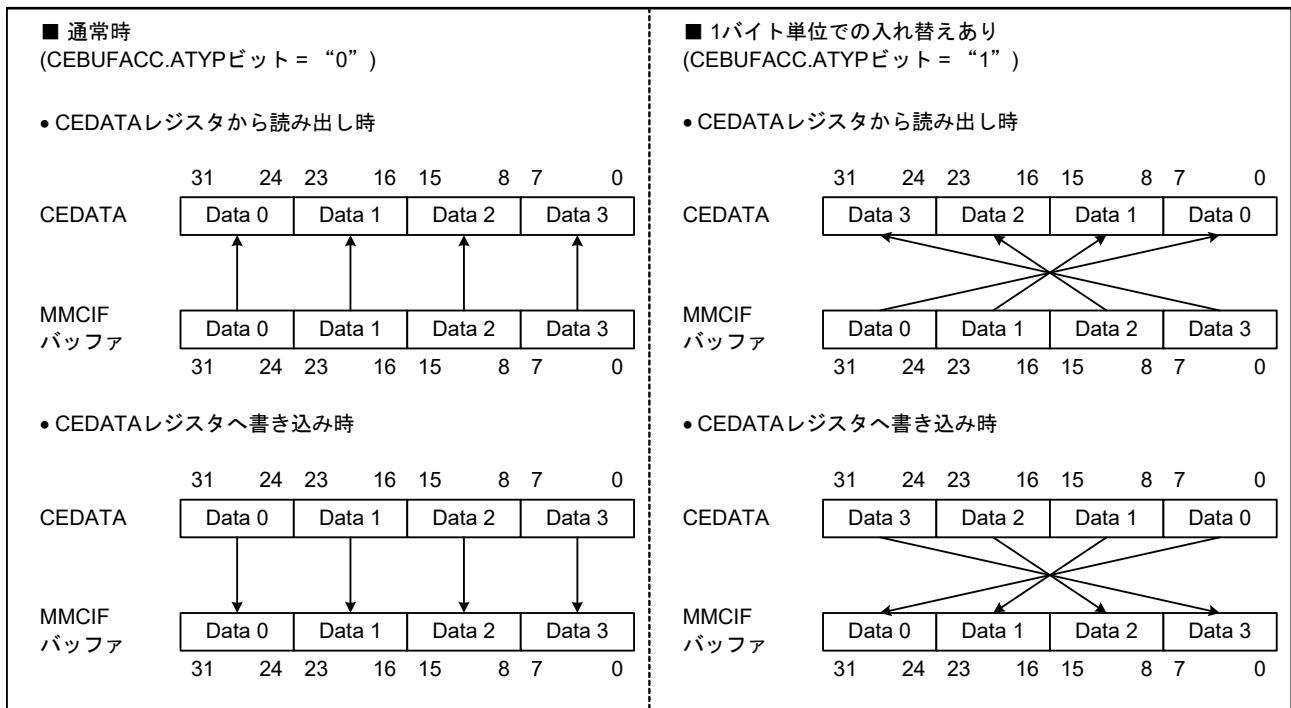 ■ 通常時
(CEBUFACC.ATYPビット = “0”)
• CEDATAレジスタから読み出し時
31 24 23 16 15 8 7 0
CEDATA Data 0 Data 1 Data 2 Data 3
MMCIF
バッファ Data 0 Data 1 Data 2 Data 3
31 24 23 16 15 8 7 0
• CEDATAレジスタへ書き込み時
31 24 23 16 15 8 7 0
CEDATA Data 0 Data 1 Data 2 Data 3
MMCIF
バッファ Data 0 Data 1 Data 2 Data 3
31 24 23 16 15 8 7 0
■ 1バイト単位での入れ替えあり
(CEBUFACC.ATYPビット = “1”)
• CEDATAレジスタから読み出し時
31 24 23 16 15 8 7 0
CEDATA Data 3 Data 2 Data 1 Data 0
MMCIF
バッファ Data 0 Data 1 Data 2 Data 3
31 24 23 16 15 8 7 0
• CEDATAレジスタへ書き込み時
31 24 23 16 15 8 7 0
CEDATA Data 3 Data 2 Data 1 Data 0
MMCIF
バッファ Data 0 Data 1 Data 2 Data 3
31 24 23 16 15 8 7 0